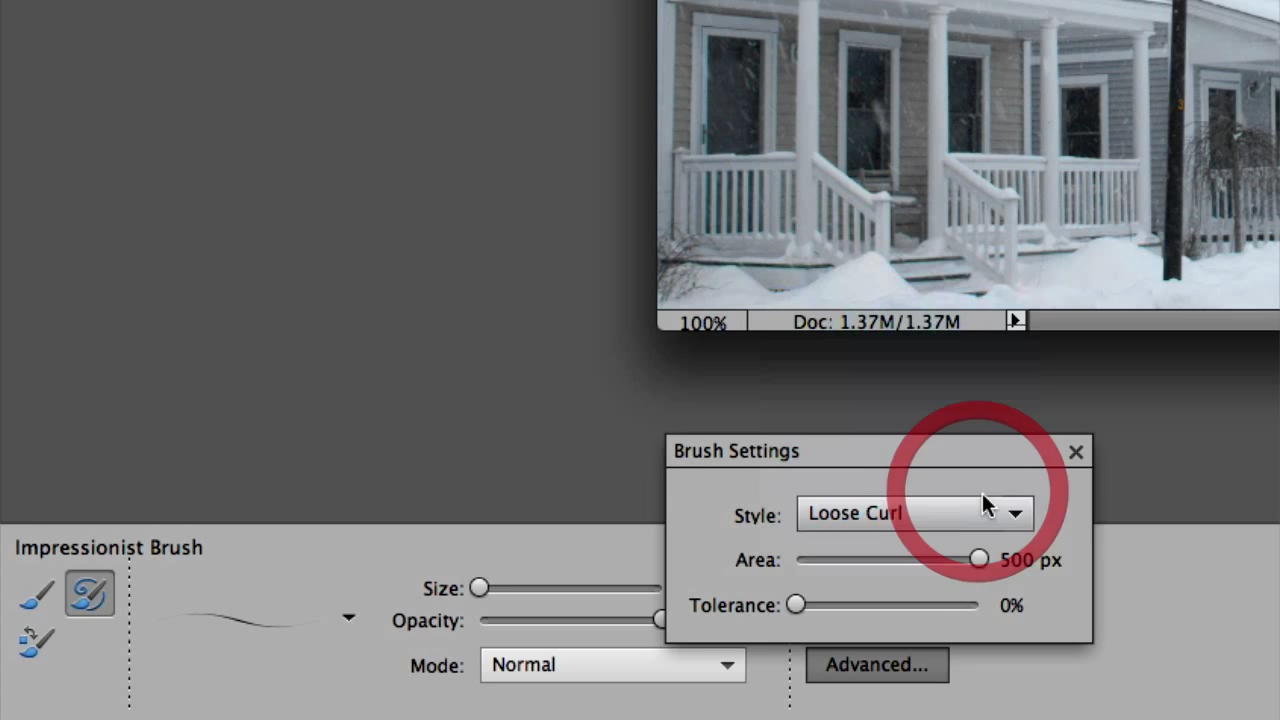 3
100%
Doc: 1.37M/1.37M
Brush Settings
Style: Loose Curl
Area: 500 px
Tolerance: 0%
Impressionist Brush
Size:
Opacity:
Mode: Normal
Advanced...